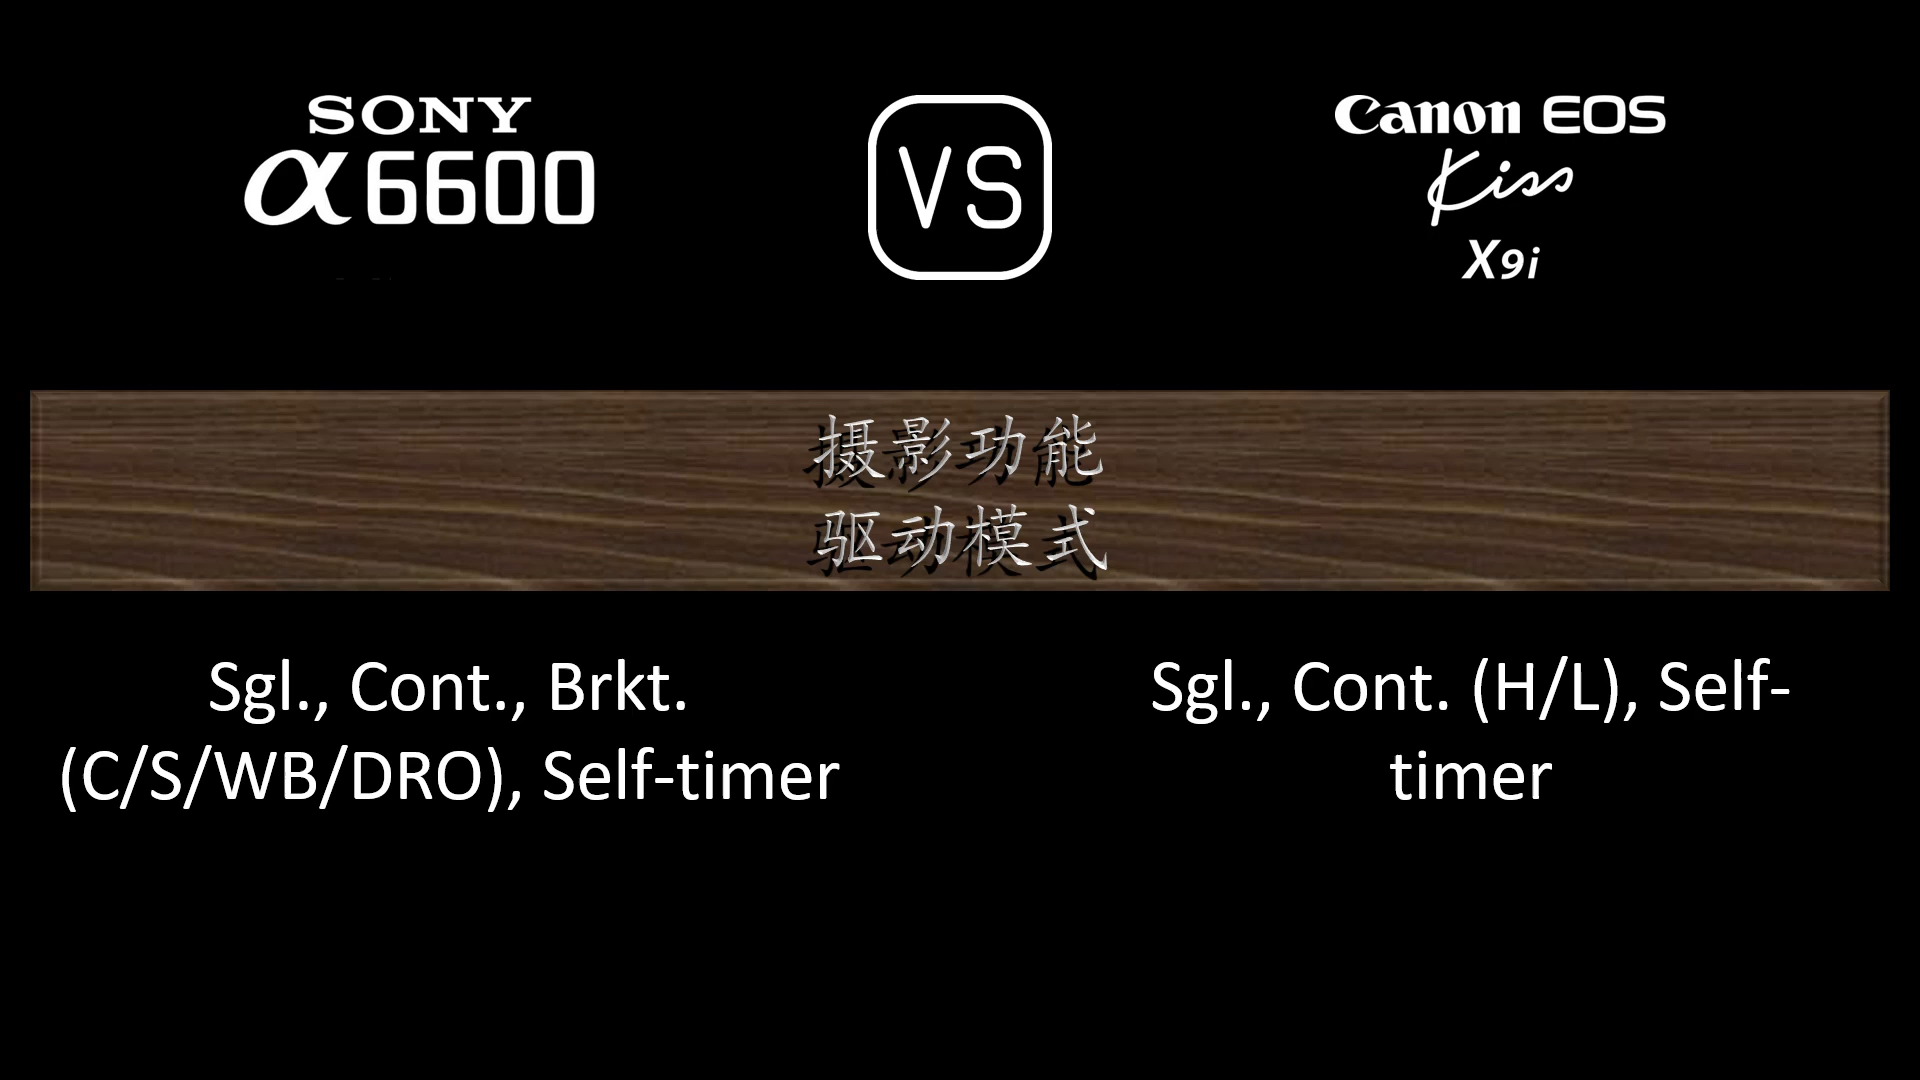 SONY
α6600
VS
Canon EOS
Kiss
X9i
摄影功能
驱动模式
Sgl., Cont., Brkt.
(C/S/WB/DRO), Self-timer
Sgl., Cont. (H/L), Self-
timer